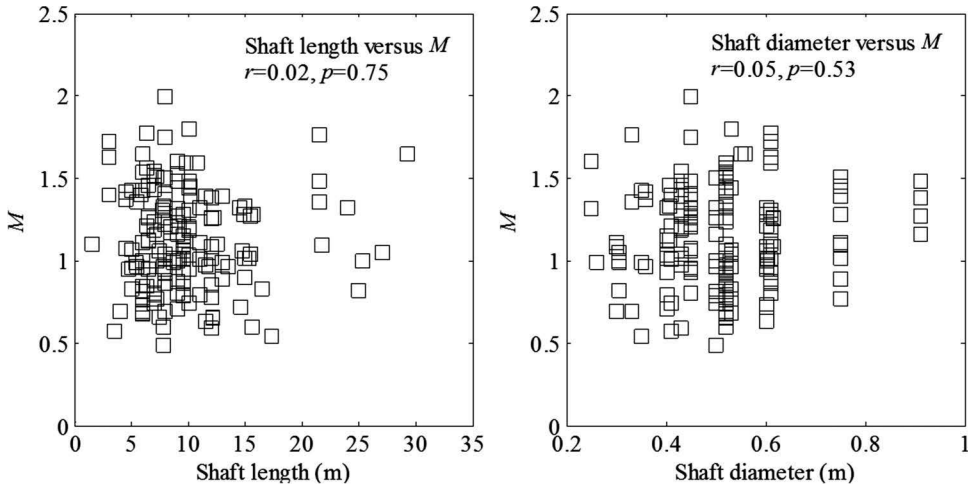 2.5
2
1.5
1
0.5
0
M
Shaft length versus M
r=0.02, p=0.75
0 5 10 15 20 25 30 35
Shaft length (m)
2.5
2
1.5
1
0.5
0
M
Shaft diameter versus M
r=0.05, p=0.53
0.2 0.4 0.6 0.8 1
Shaft diameter (m)